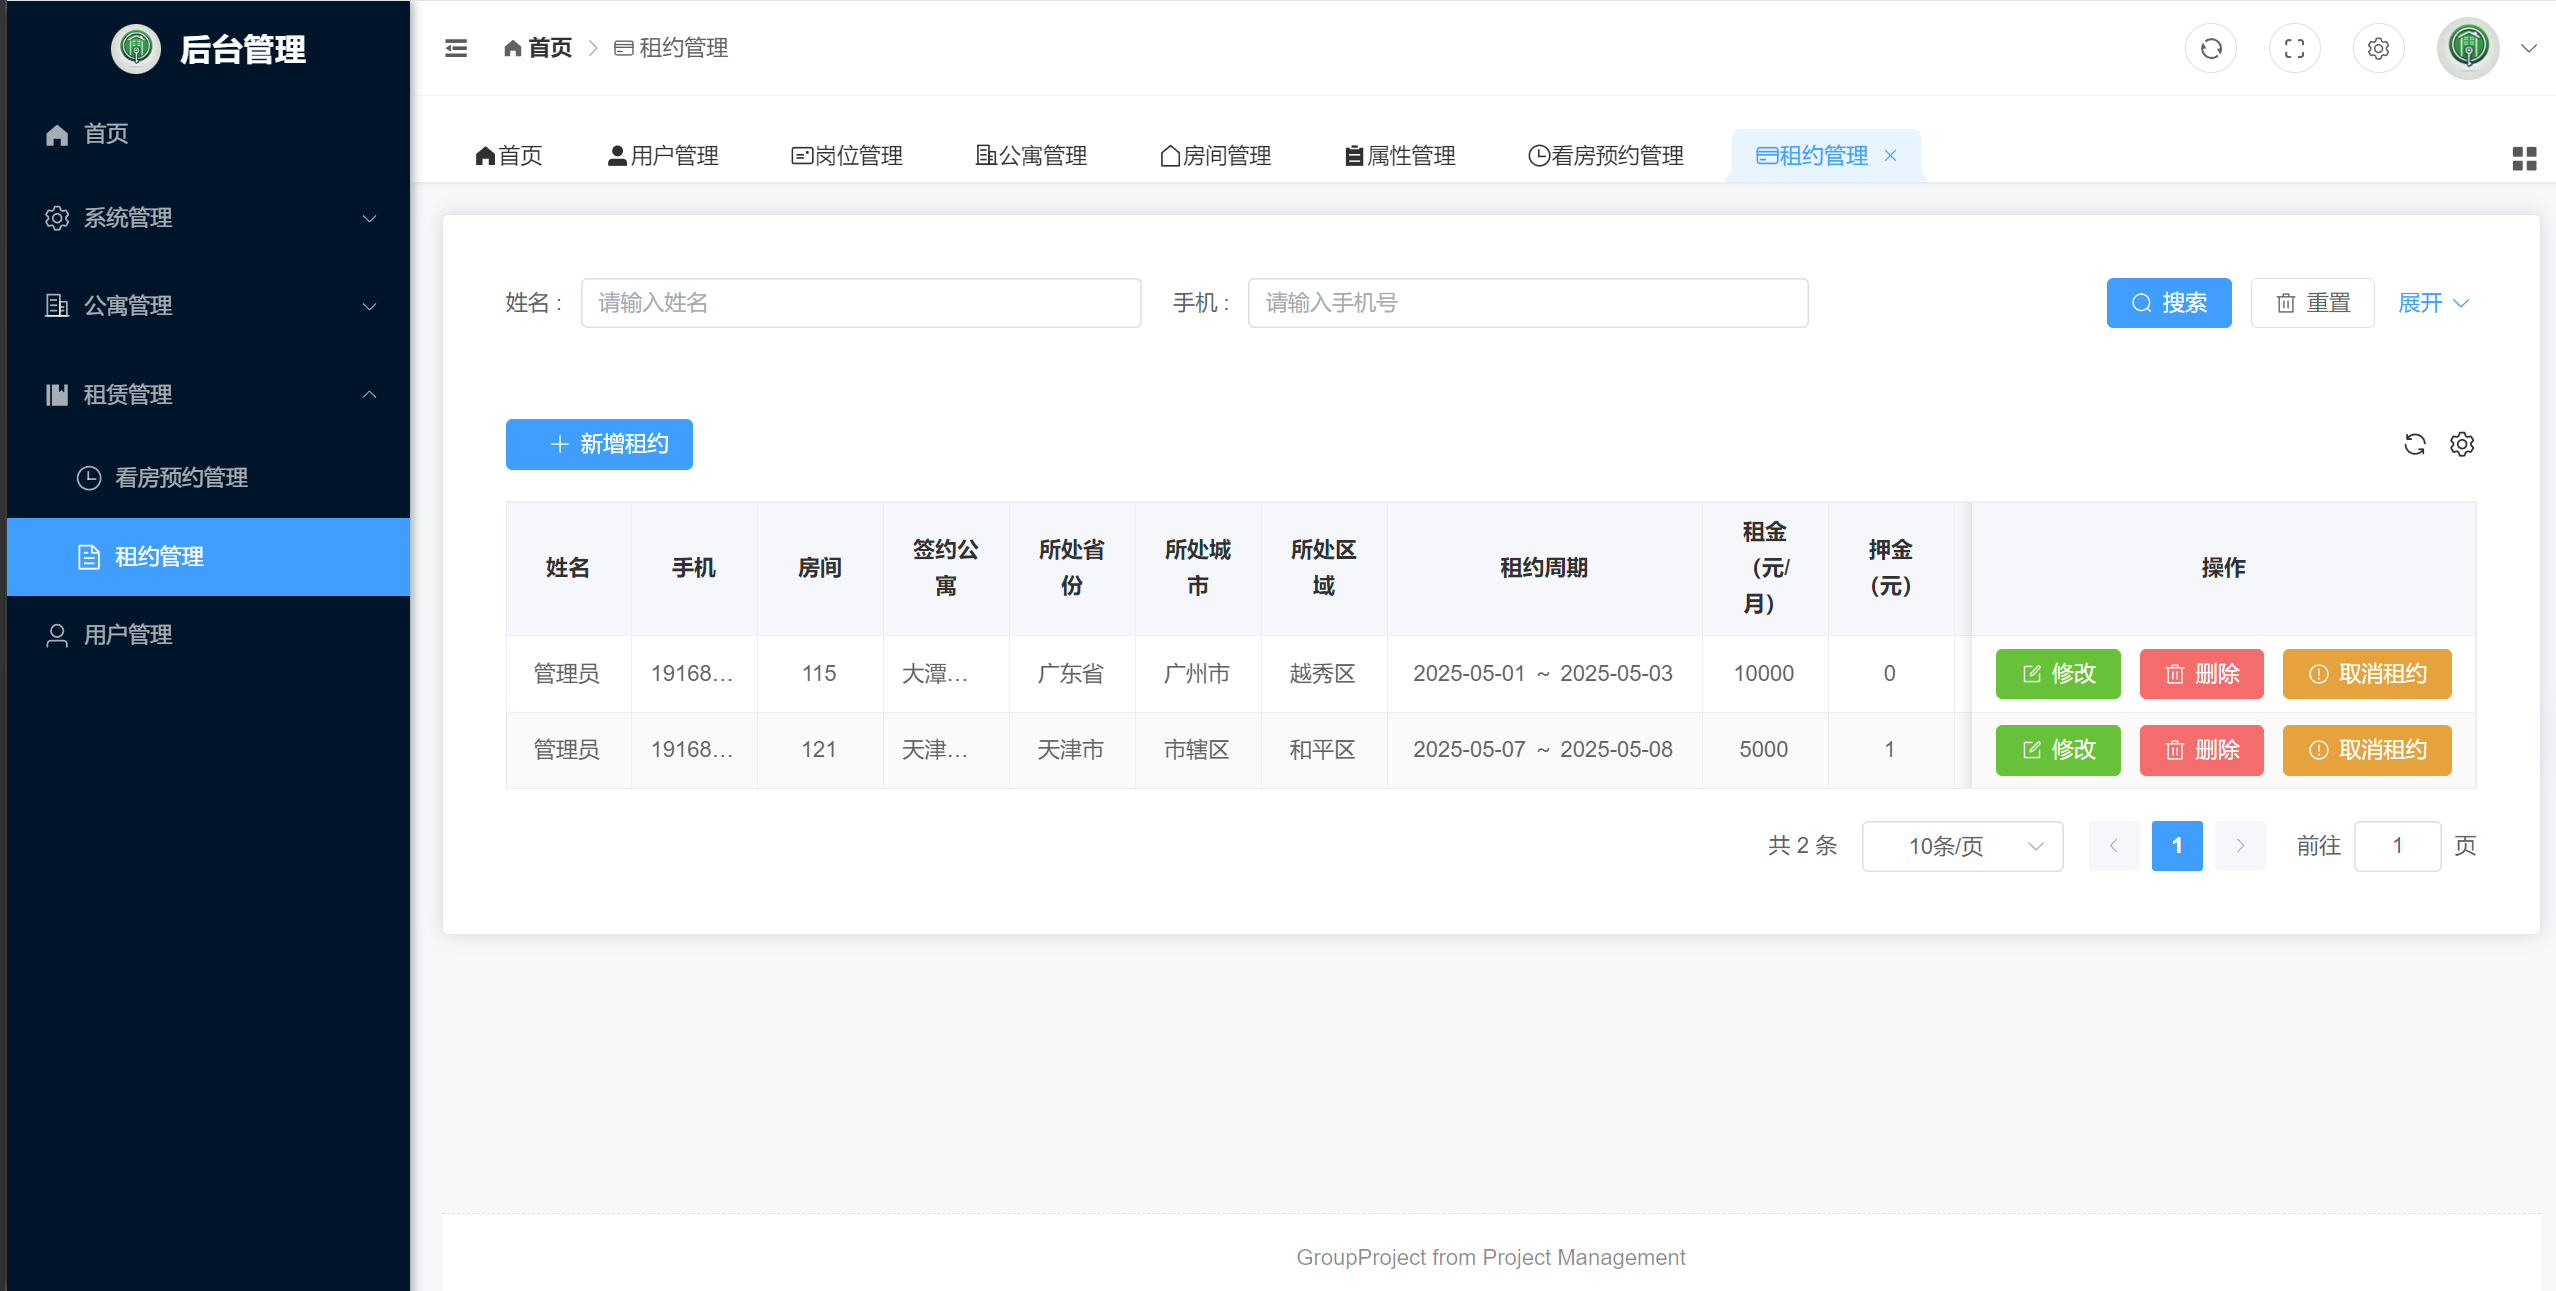 后台管理
首页
系统管理
公寓管理
租赁管理
看房预约管理
租约管理
用户管理
首页 租约管理
首页 用户管理 岗位管理 公寓管理 房间管理 属性管理 看房预约管理 租约管理
姓名 : 请输入姓名 手机 : 请输入手机号 搜索 重置 展开
新增租约
姓名 手机 房间 签约公寓 所处省份 所处城市 所处区域 租约周期 租金（元/月） 押金（元） 操作
管理员 19168... 115 大潭... 广东省 广州市 越秀区 2025-05-01 ~ 2025-05-03 10000 0 修改 删除 取消租约
管理员 19168... 121 天津... 天津市 市辖区 和平区 2025-05-07 ~ 2025-05-08 5000 1 修改 删除 取消租约
共 2 条 10条/页 1 前往 1 页
GroupProject from Project Management